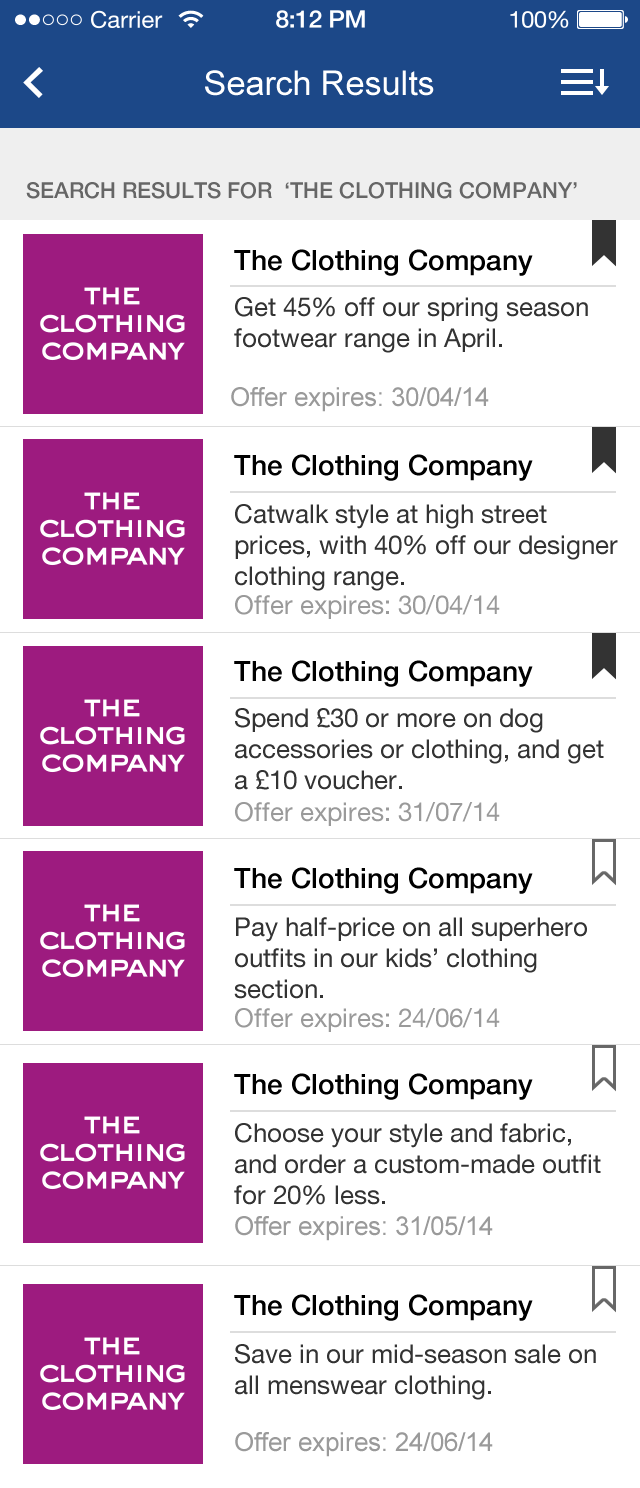 Carrier 8:12 PM 100%
Search Results
SEARCH RESULTS FOR ‘THE CLOTHING COMPANY’
THE
CLOTHING
COMPANY
The Clothing Company
Get 45% off our spring season
footwear range in April.
Offer expires: 30/04/14
THE
CLOTHING
COMPANY
The Clothing Company
Catwalk style at high street
prices, with 40% off our designer
clothing range.
Offer expires: 30/04/14
THE
CLOTHING
COMPANY
The Clothing Company
Spend £30 or more on dog
accessories or clothing, and get
a £10 voucher.
Offer expires: 31/07/14
THE
CLOTHING
COMPANY
The Clothing Company
Pay half-price on all superhero
outfits in our kids’ clothing
section.
Offer expires: 24/06/14
THE
CLOTHING
COMPANY
The Clothing Company
Choose your style and fabric,
and order a custom-made outfit
for 20% less.
Offer expires: 31/05/14
THE
CLOTHING
COMPANY
The Clothing Company
Save in our mid-season sale on
all menswear clothing.
Offer expires: 24/06/14